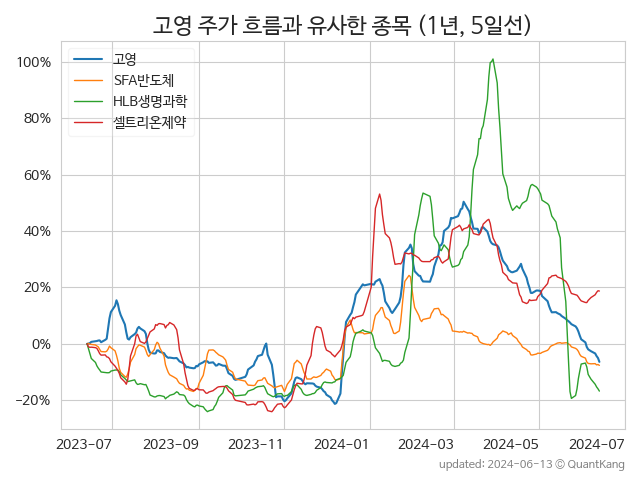 고영 주가 흐름과 유사한 종목 (1년, 5일선)
고영
SFA반도체
HLB생명과학
셀트리온제약
100%
80%
60%
40%
20%
0%
−20%
2023-07 2023-09 2023-11 2024-01 2024-03 2024-05 2024-07
updated: 2024-06-13 ⓒ QuantKang